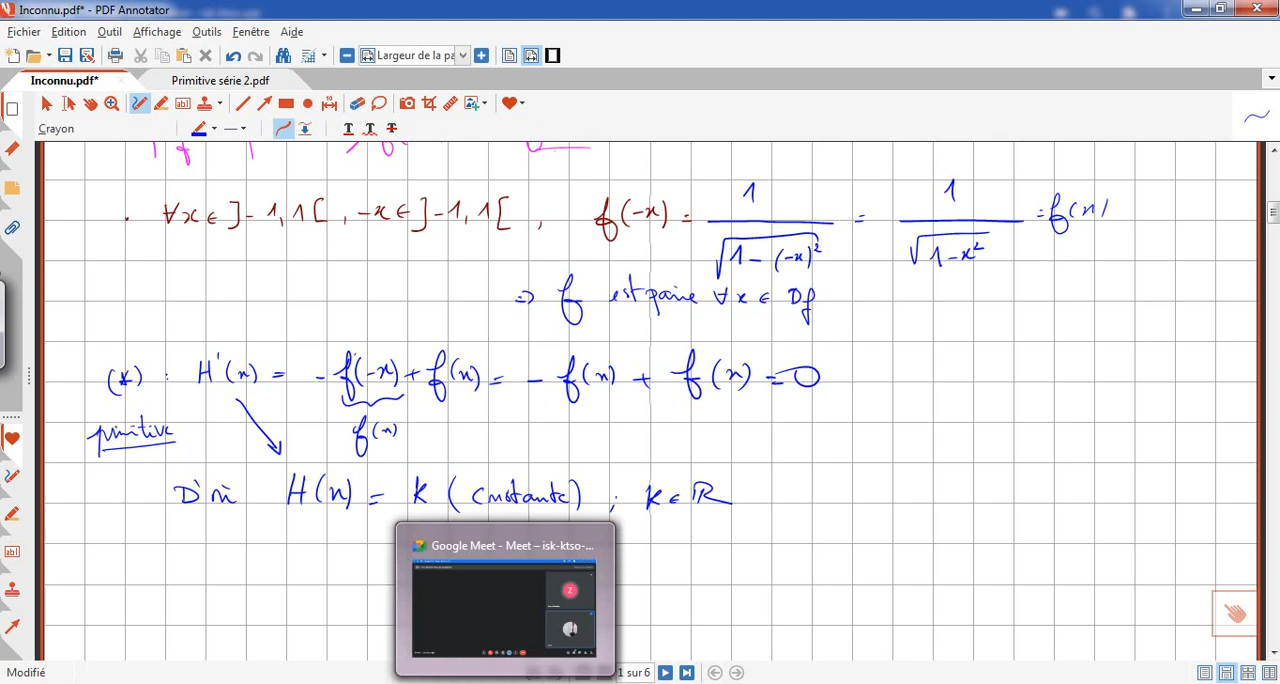 Inconnu.pdf* - PDF Annotator
Fichier Edition Outil Affichage Outils Fenêtre Aide
Largeur de la pa
Inconnu.pdf* Primitive série 2.pdf
Crayon
. ∀x ∈ ]-1,1[ , -x ∈ ]-1,1[ , f(-x) = 1/√(1-(-x)²) = 1/√(1-x²) = f(x)
⇒ f est paire ∀x ∈ Df
(*) : H'(x) = - f(-x) + f(x) = - f(x) + f(x) = 0
f(x)
primitive
D'où H(x) = K (constante) ; K ∈ ℝ
Google Meet - Meet – isk-ktso-...
1 sur 6
Modifié